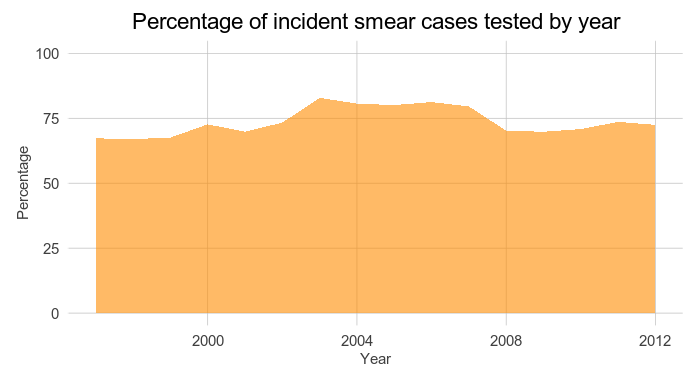 Percentage of incident smear cases tested by year
100
75
50
25
0
Percentage
2000 2004 2008 2012
Year